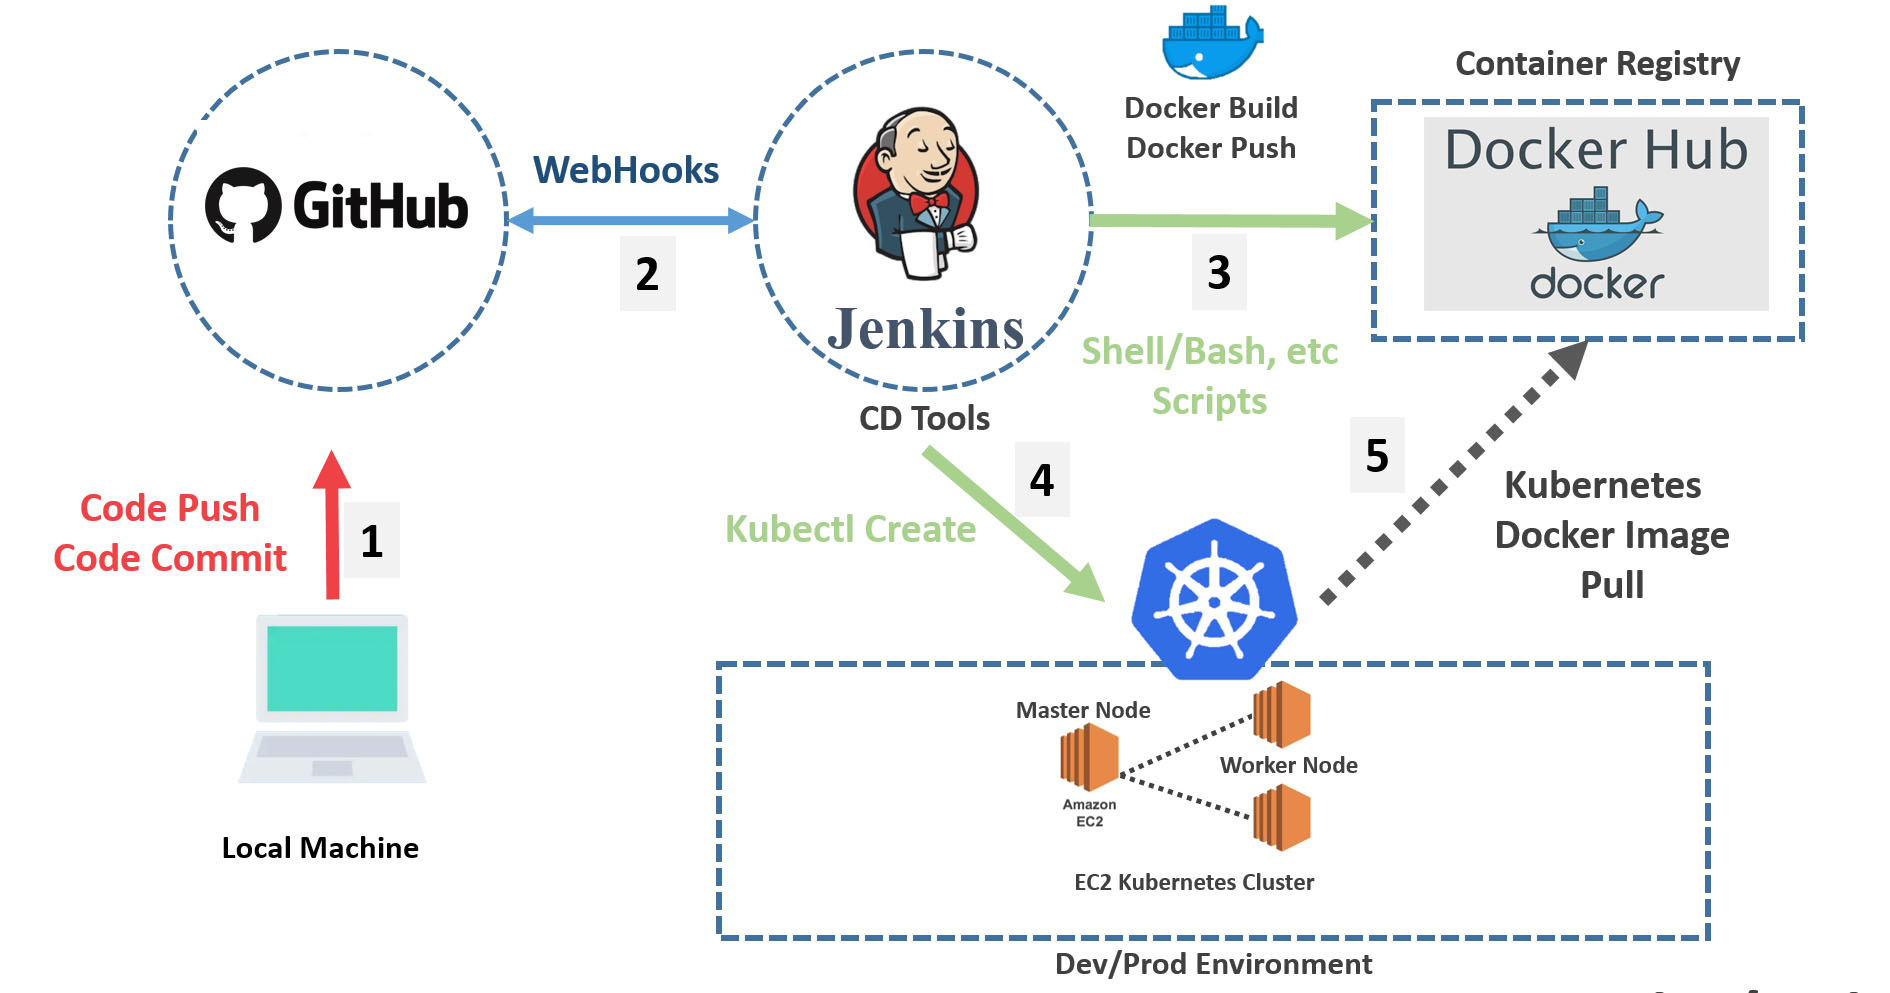 Docker Build
Docker Push
Container Registry
GitHub
WebHooks
2
Jenkins
CD Tools
3
Shell/Bash, etc
Scripts
Docker Hub
docker
Code Push
Code Commit
1
Local Machine
4
Kubectl Create
5
Kubernetes
Docker Image
Pull
Master Node
Amazon
EC2
Worker Node
EC2 Kubernetes Cluster
Dev/Prod Environment